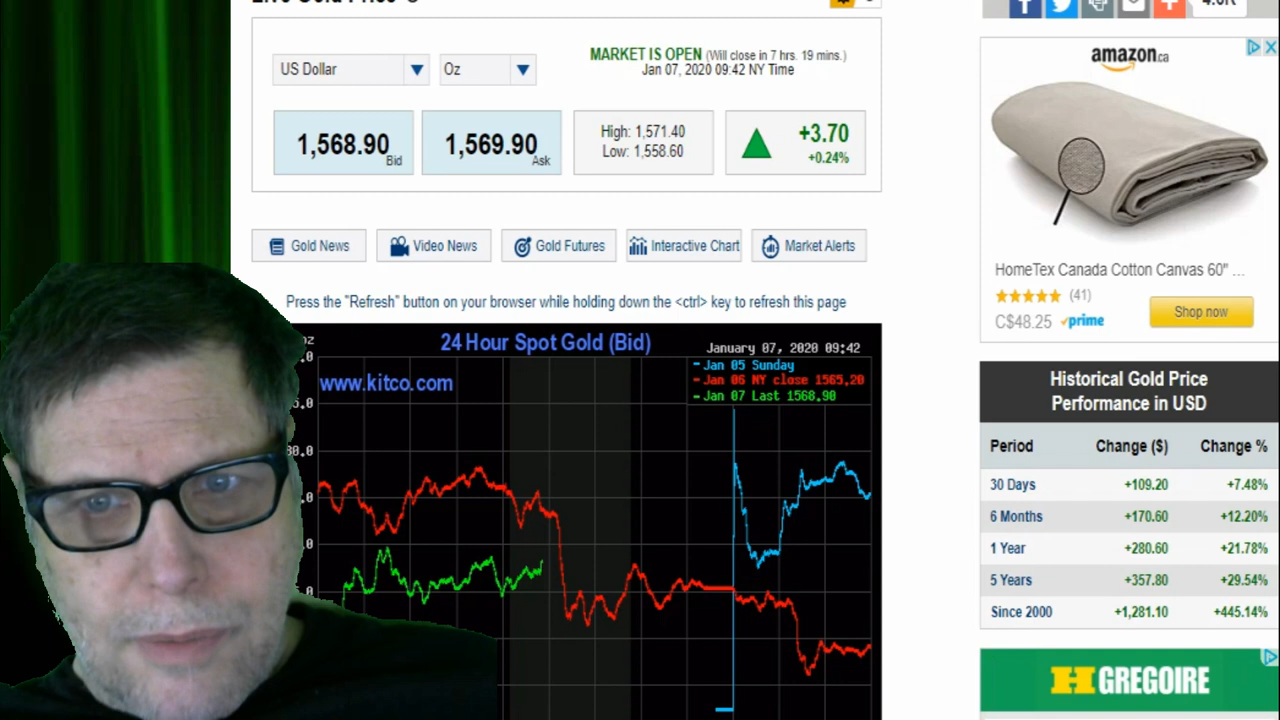 US Dollar
Oz
MARKET IS OPEN (Will close in 7 hrs. 19 mins.)
Jan 07, 2020 09:42 NY Time
1,568.90 Bid
1,569.90 Ask
High: 1,571.40
Low: 1,558.60
+3.70
+0.24%
Gold News
Video News
Gold Futures
Interactive Chart
Market Alerts
Press the "Refresh" button on your browser while holding down the <ctrl> key to refresh this page
24 Hour Spot Gold (Bid)
January 07, 2020 09:42
www.kitco.com
Jan 05 Sunday
Jan 06 NY close 1565.20
Jan 07 Last 1568.90
amazon.ca
HomeTex Canada Cotton Canvas 60" ...
(41)
C$48.25 prime
Shop now
Historical Gold Price
Performance in USD
Period Change ($) Change %
30 Days +109.20 +7.48%
6 Months +170.60 +12.20%
1 Year +280.60 +21.78%
5 Years +357.80 +29.54%
Since 2000 +1,281.10 +445.14%
H GREGOIRE